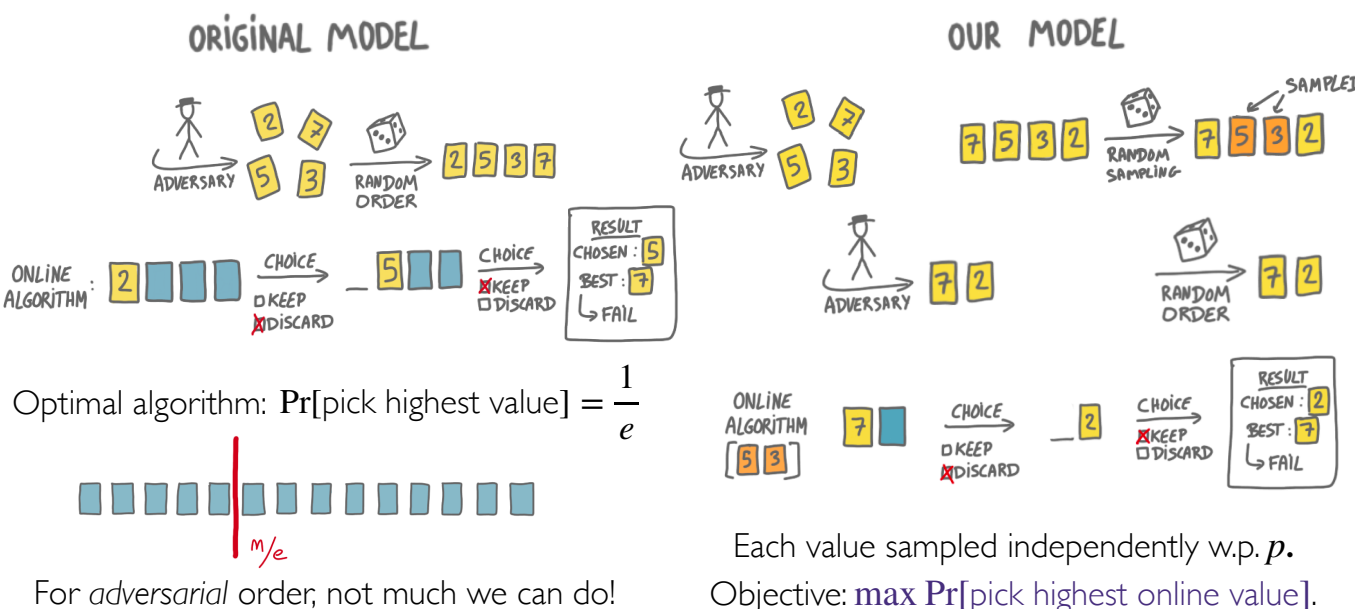 ORIGINAL MODEL
2 7
5 3
ADVERSARY
RANDOM
ORDER
2 5 3 7
ONLINE
ALGORITHM:
2
CHOICE
KEEP
DISCARD
5
CHOICE
KEEP
DISCARD
RESULT
CHOSEN: 5
BEST: 7
FAIL
Optimal algorithm: Pr[pick highest value] = 1/e
m/e
For adversarial order, not much we can do!
OUR MODEL
2 7
5 3
ADVERSARY
7 5 3 2
RANDOM
SAMPLING
SAMPLES
7 5 3 2
ADVERSARY
7 2
RANDOM
ORDER
7 2
ONLINE
ALGORITHM
[5 3]
7
CHOICE
KEEP
DISCARD
2
CHOICE
KEEP
DISCARD
RESULT
CHOSEN: 2
BEST: 7
FAIL
Each value sampled independently w.p. p.
Objective: max Pr[pick highest online value].